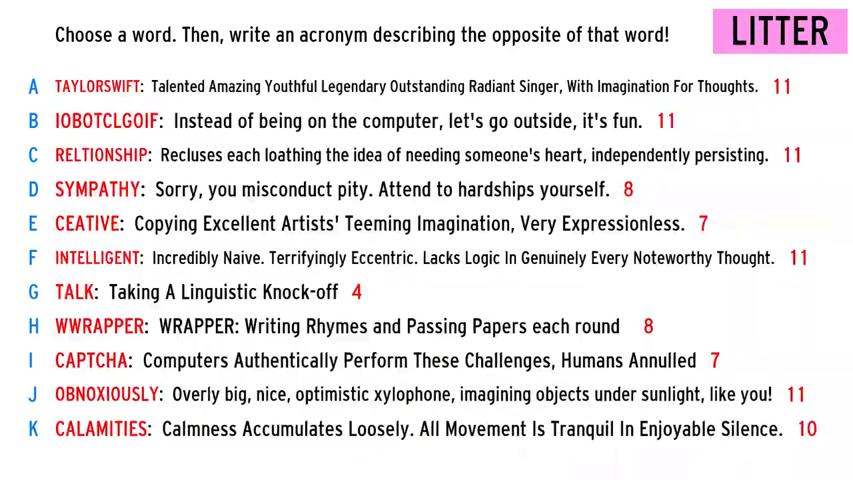 Choose a word. Then, write an acronym describing the opposite of that word!
LITTER
A TAYLORSWIFT: Talented Amazing Youthful Legendary Outstanding Radiant Singer, With Imagination For Thoughts. 11
B IOBOTCLGOIF: Instead of being on the computer, let's go outside, it's fun. 11
C RELTIONSHIP: Recluses each loathing the idea of needing someone's heart, independently persisting. 11
D SYMPATHY: Sorry, you misconduct pity. Attend to hardships yourself. 8
E CEATIVE: Copying Excellent Artists' Teeming Imagination, Very Expressionless. 7
F INTELLIGENT: Incredibly Naive. Terrifyingly Eccentric. Lacks Logic In Genuinely Every Noteworthy Thought. 11
G TALK: Taking A Linguistic Knock-off 4
H WWRAPPER: WRAPPER: Writing Rhymes and Passing Papers each round 8
I CAPTCHA: Computers Authentically Perform These Challenges, Humans Annulled 7
J OBNOXIOUSLY: Overly big, nice, optimistic xylophone, imagining objects under sunlight, like you! 11
K CALAMITIES: Calmness Accumulates Loosely. All Movement Is Tranquil In Enjoyable Silence. 10